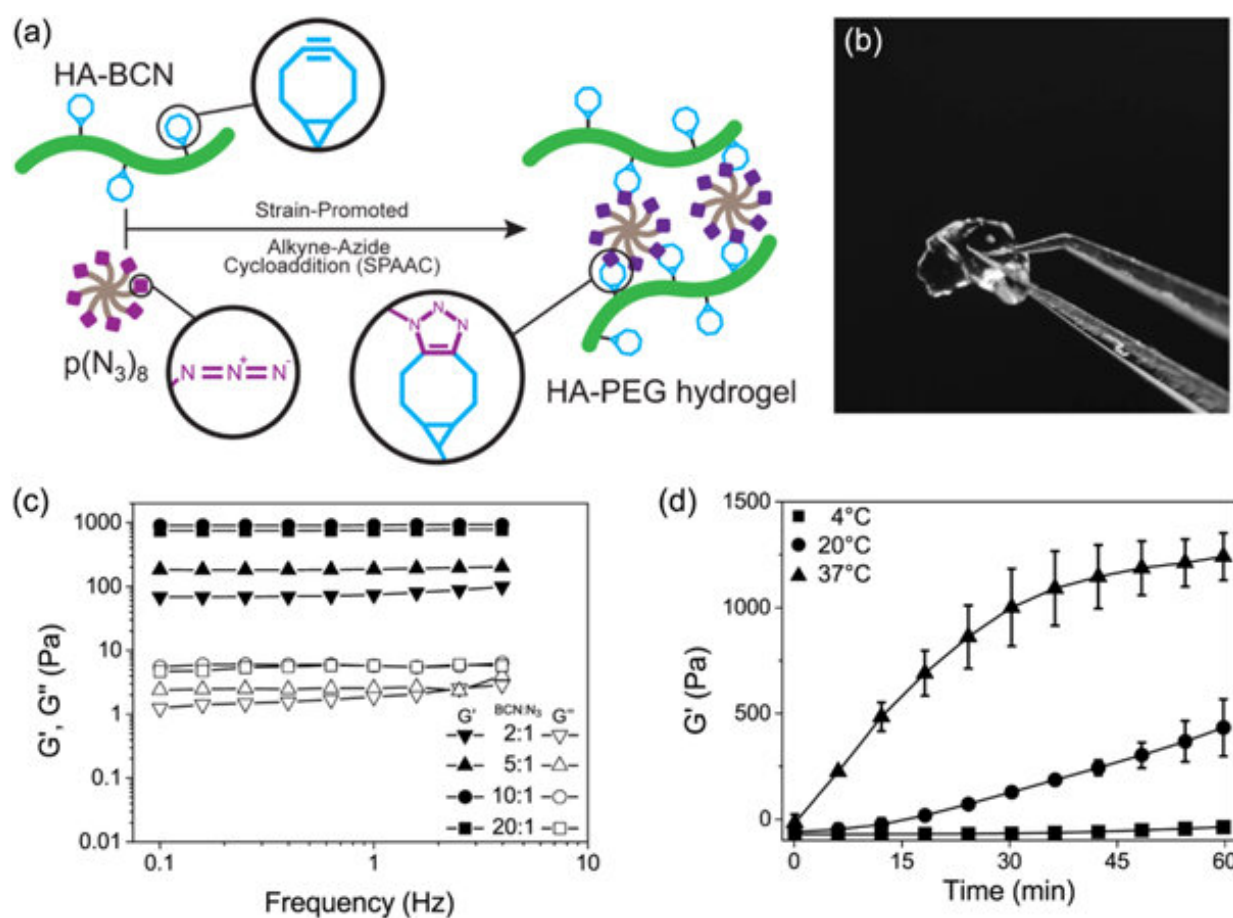 (a)
HA-BCN
Strain-Promoted
Alkyne-Azide
Cycloaddition (SPAAC)
p(N₃)₈
N=N⁺=N⁻
N
N
N
HA-PEG hydrogel
(b)
(c)
1000
100
10
1
0.1
0.01
G', G" (Pa)
G' BCN:N₃ G"
2:1
5:1
10:1
20:1
0.1 1 10
Frequency (Hz)
(d)
1500
1000
500
0
G' (Pa)
4°C
20°C
37°C
0 15 30 45 60
Time (min)